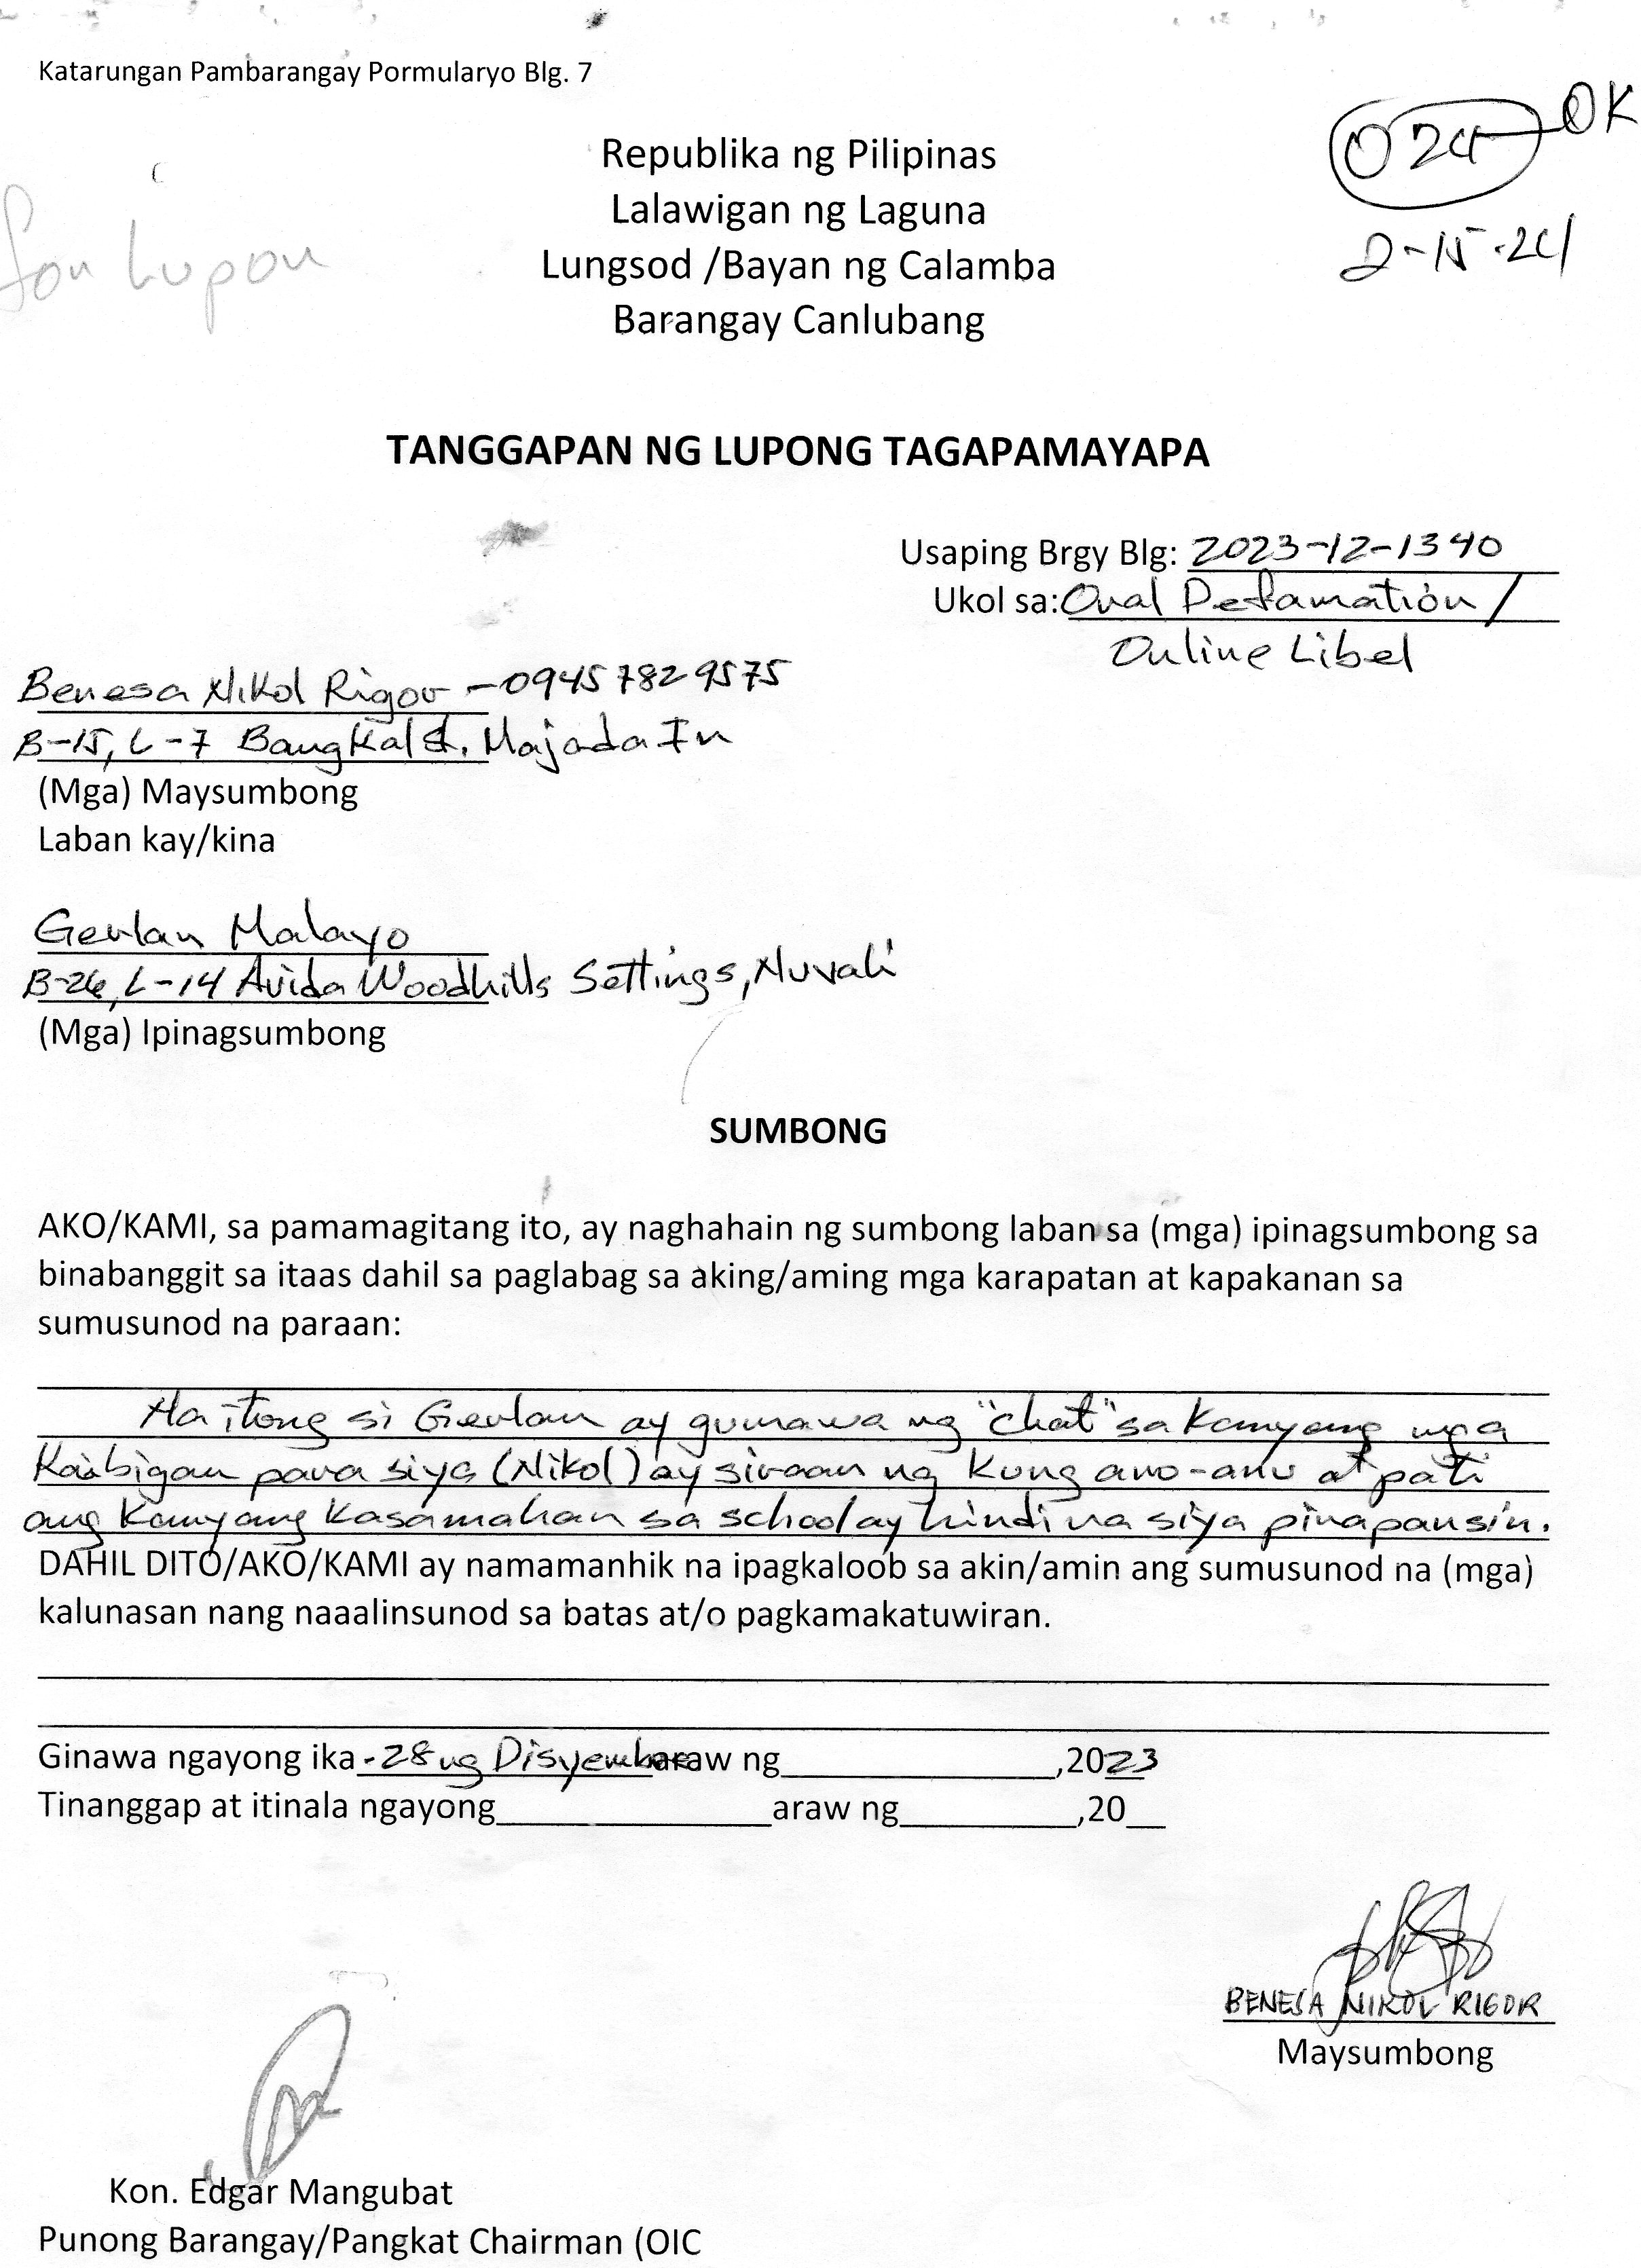 Katarungan Pambarangay Pormularyo Blg. 7
024 OK
2-15-24
for Lupon
Republika ng Pilipinas
Lalawigan ng Laguna
Lungsod /Bayan ng Calamba
Barangay Canlubang
TANGGAPAN NG LUPONG TAGAPAMAYAPA
Usaping Brgy Blg: 2023-12-1340
Ukol sa: Oral Defamation /
Online Libel
Benesa Nikol Rigor - 09457829575
B-15, L-7 Bangkal St. Majada In
(Mga) Maysumbong
Laban kay/kina
Gerlan Malayo
B-26, L-14 Avida Woodhills Settings, Nuvali
(Mga) Ipinagsumbong
SUMBONG
AKO/KAMI, sa pamamagitang ito, ay naghahain ng sumbong laban sa (mga) ipinagsumbong sa
binabanggit sa itaas dahil sa paglabag sa aking/aming mga karapatan at kapakanan sa
sumusunod na paraan:
Na itong si Gerlan ay gumawa ng "chat" sa kanyang mga
kaibigan para siya (Nikol) ay siraan ng kung ano-anu at pati
ang kanyang kasamahan sa school ay hindi na siya pinapansin.
DAHIL DITO/AKO/KAMI ay namamanhik na ipagkaloob sa akin/amin ang sumusunod na (mga)
kalunasan nang naaalinsunod sa batas at/o pagkamakatuwiran.
Ginawa ngayong ika -28 ng Disyembre araw ng ,2023
Tinanggap at itinala ngayong araw ng ,20
BENESA NIKOL RIGOR
Maysumbong
Kon. Edgar Mangubat
Punong Barangay/Pangkat Chairman (OIC